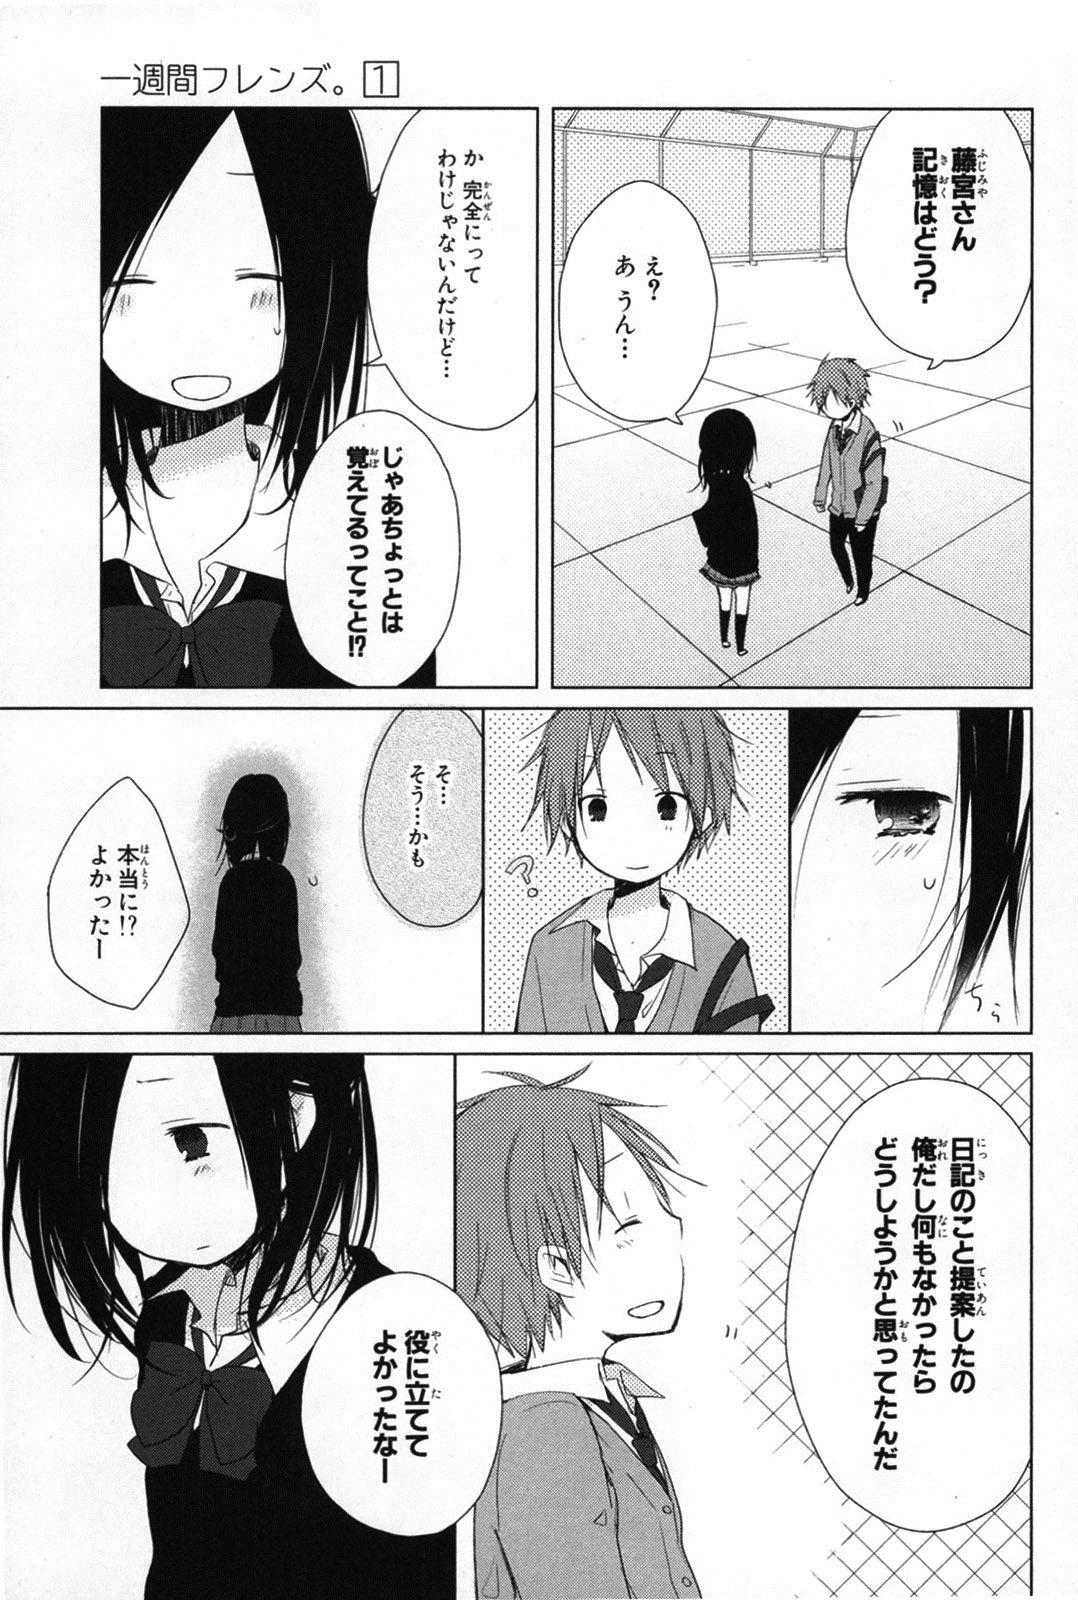 一週間フレンズ。1
藤宮さん
記憶はどう?
え?
あ うん…
か 完全にって
わけじゃないんだけど…
じゃあちょっとは
覚えてるってこと!?
ちら
?
そ…
そう…かも
本当に!?
よかったー
日記のこと提案したの
俺だし何もなかったら
どうしようかと思ってたんだ
役に立てて
よかったなー